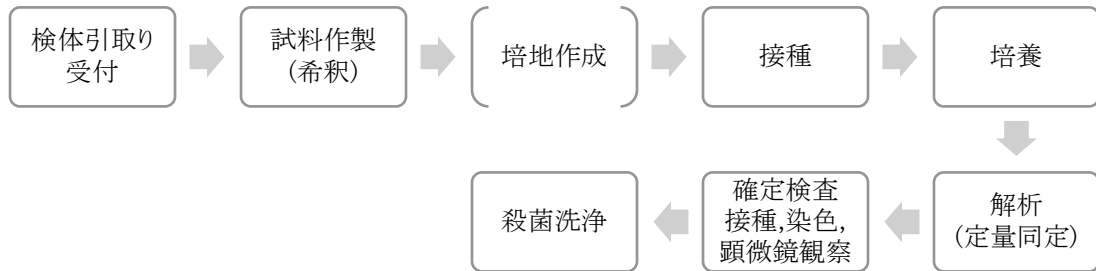 検体引取り
受付
試料作製
(希釈)
培地作成
接種
培養
解析
(定量同定)
確定検査
接種,染色,
顕微鏡観察
殺菌洗浄